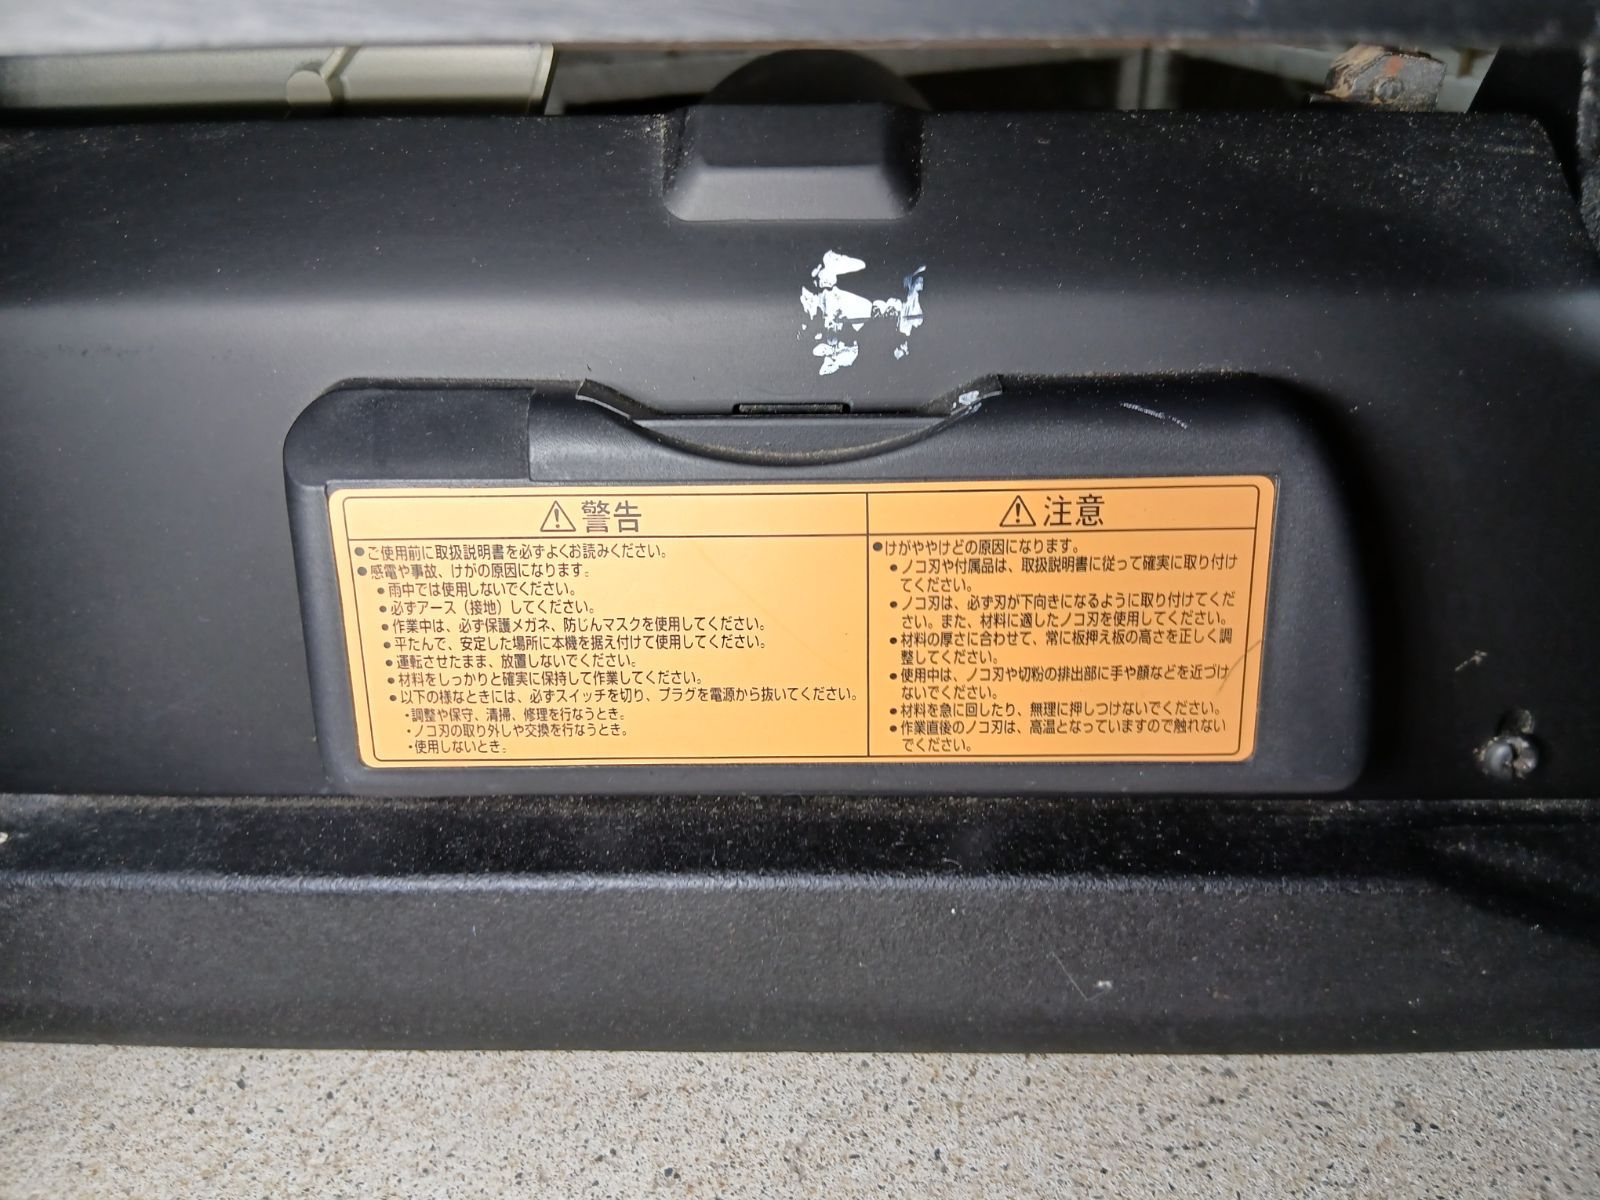 ⚠警告
●ご使用前に取扱説明書を必ずよくお読みください。
●感電や事故、けがの原因になります。
●雨中では使用しないでください。
●必ずアース（接地）してください。
●作業中は、必ず保護メガネ、防じんマスクを使用してください。
●平たんで、安定した場所に本機を据え付けて使用してください。
●運転させたまま、放置しないでください。
●材料をしっかりと確実に保持して作業してください。
●以下の様なときには、必ずスイッチを切り、プラグを電源から抜いてください。
・調整や保守、清掃、修理を行なうとき。
・ノコ刃の取り外しや交換を行なうとき。
・使用しないとき。
⚠注意
●けがややけどの原因になります。
●ノコ刃や付属品は、取扱説明書に従って確実に取り付け
てください。
●ノコ刃は、必ず刃が下向きになるように取り付けてくだ
さい。また、材料に適したノコ刃を使用してください。
●材料の厚さに合わせて、常に板押え板の高さを正しく調
整してください。
●使用中は、ノコ刃や切粉の排出部に手や顔などを近づけ
ないでください。
●材料を急に回したり、無理に押しつけないでください。
●作業直後のノコ刃は、高温となっていますので触れない
でください。